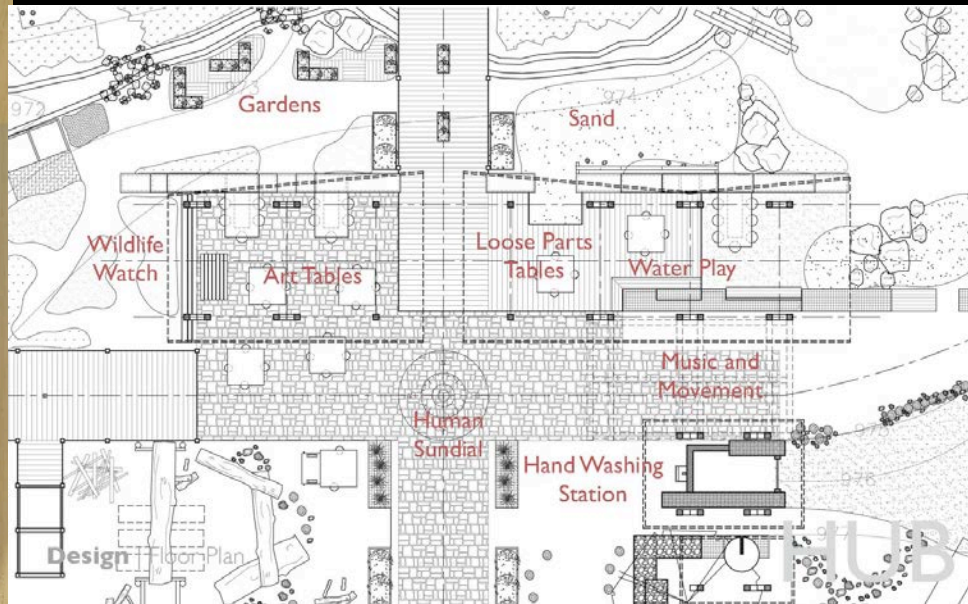 972
973
Gardens
974
Sand
Wildlife
Watch
Art Tables
Loose Parts
Tables
Water Play
Music and
Movement
Human
Sundial
Hand Washing
Station
976
Design | Floor Plan
HUB